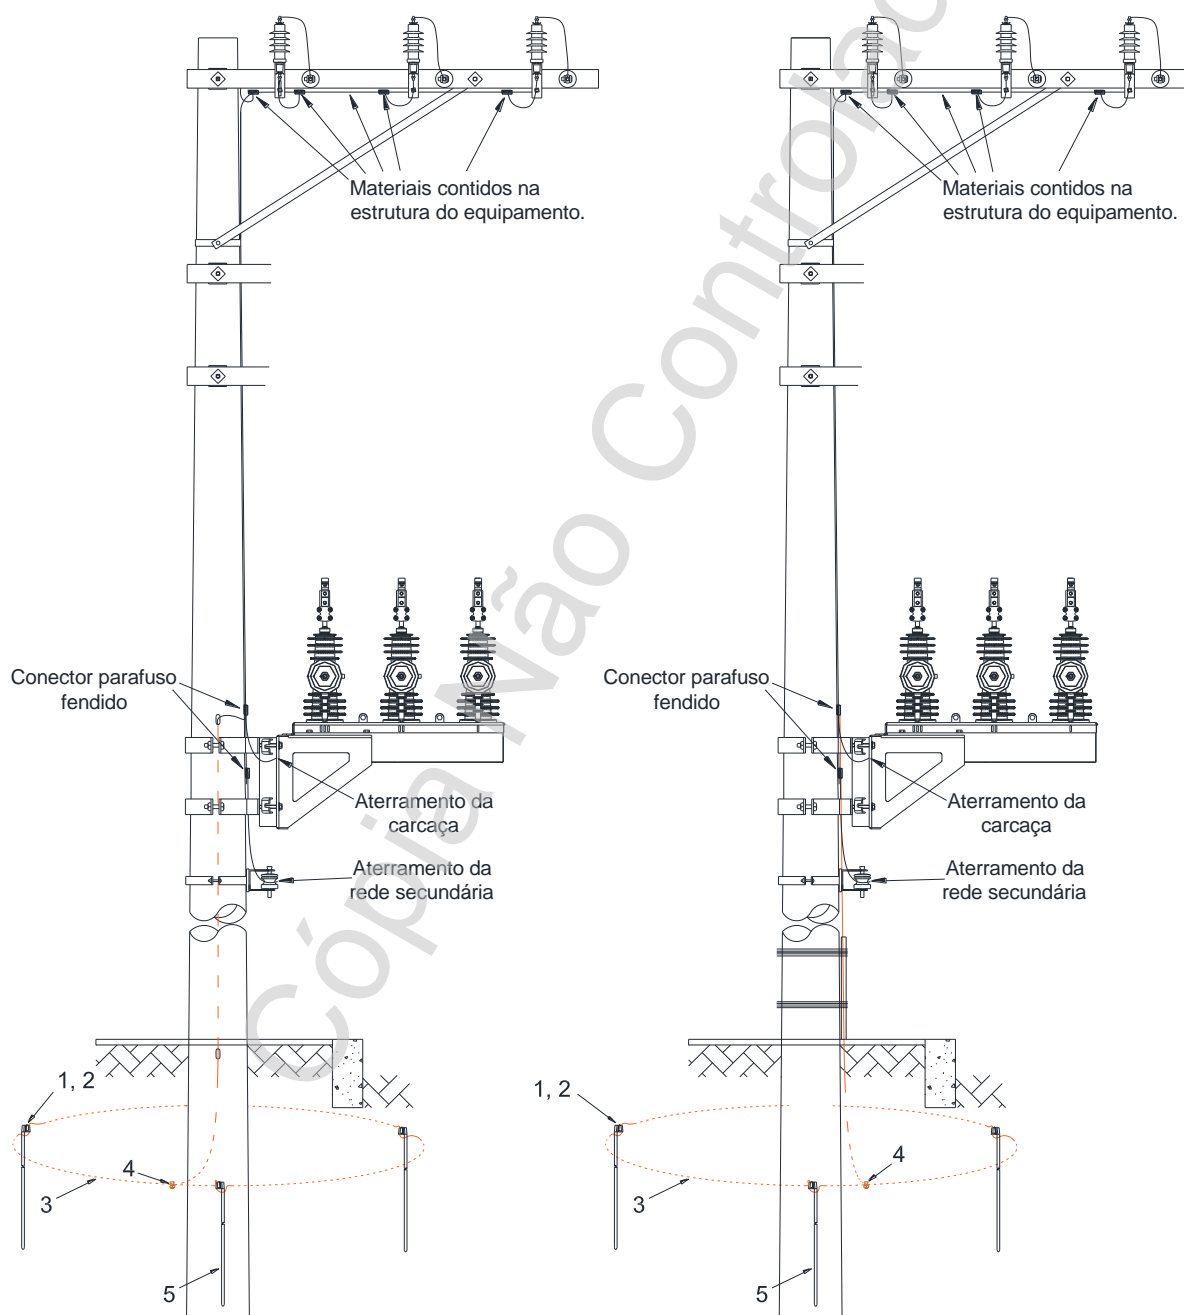 Materiais contidos na
estrutura do equipamento.
Conector parafuso
fendido
Aterramento da
carcaça
Aterramento da
rede secundária
1, 2
4
3
5
Materiais contidos na
estrutura do equipamento.
Conector parafuso
fendido
Aterramento da
carcaça
Aterramento da
rede secundária
1, 2
4
3
5
Cópia Não Controlad